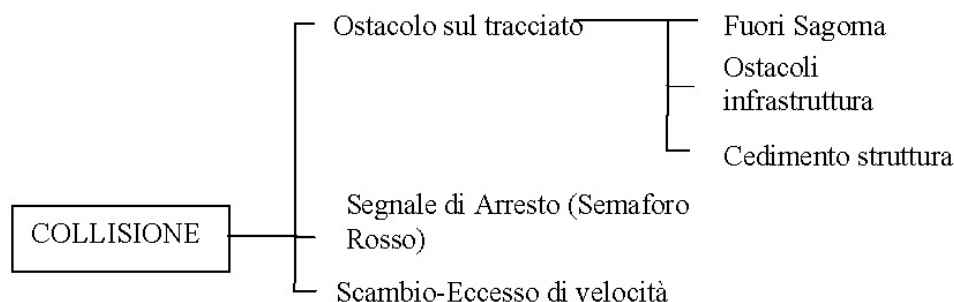 Ostacolo sul tracciato
Fuori Sagoma
Ostacoli
infrastruttura
Cedimento struttura
COLLISIONE
Segnale di Arresto (Semaforo
Rosso)
Scambio-Eccesso di velocità